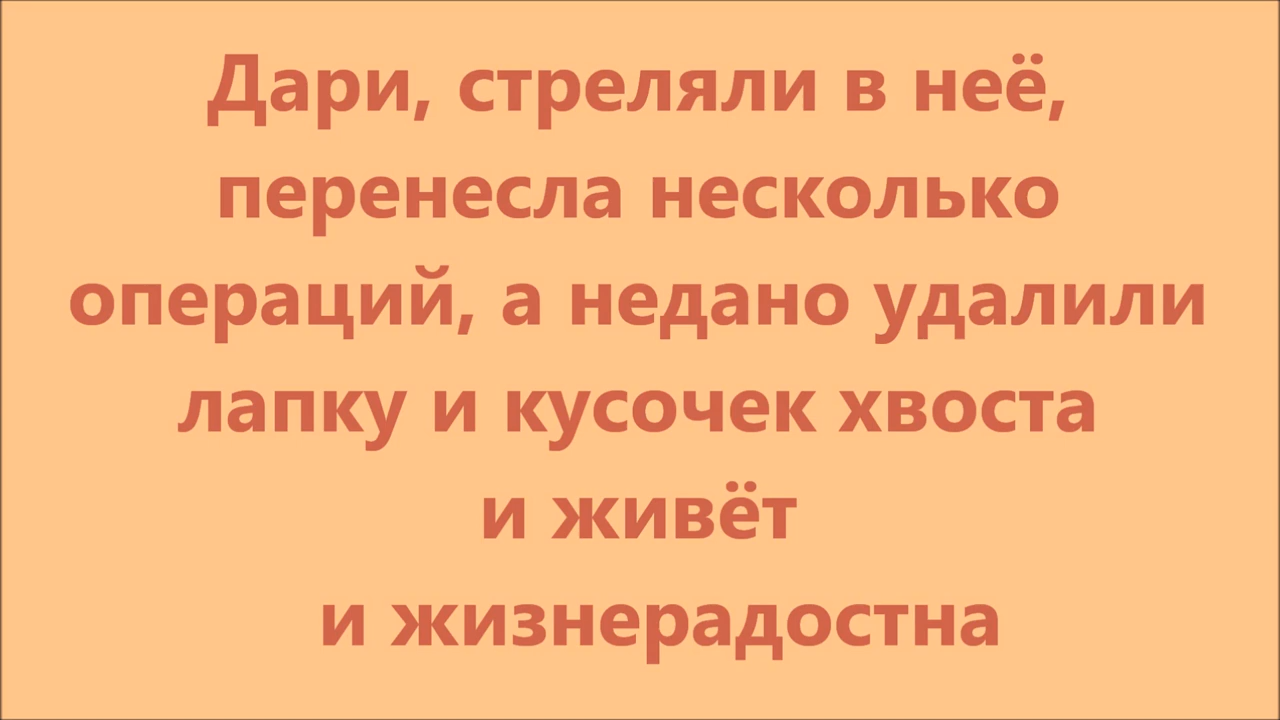 Дари, стреляли в неё,
перенесла несколько
операций, а недано удалили
лапку и кусочек хвоста
и живёт
и жизнерадостна